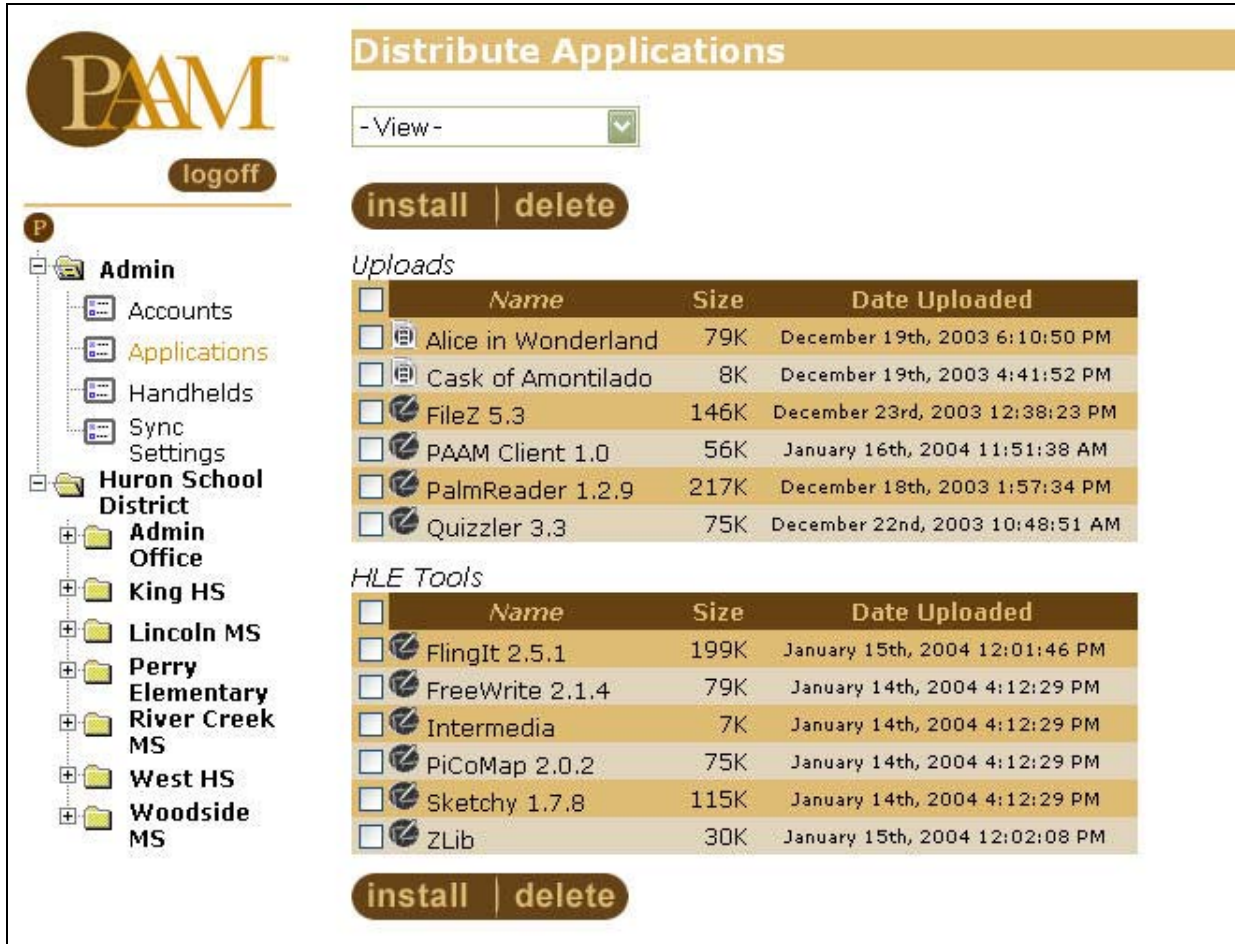 PAAM™
logoff
P
Admin
Accounts
Applications
Handhelds
Sync
Settings
Huron School
District
Admin
Office
King HS
Lincoln MS
Perry
Elementary
River Creek
MS
West HS
Woodside
MS
Distribute Applications
- View -
install | delete
Uploads
Name Size Date Uploaded
Alice in Wonderland 79K December 19th, 2003 6:10:50 PM
Cask of Amontilado 8K December 19th, 2003 4:41:52 PM
FileZ 5.3 146K December 23rd, 2003 12:38:23 PM
PAAM Client 1.0 56K January 16th, 2004 11:51:38 AM
PalmReader 1.2.9 217K December 18th, 2003 1:57:34 PM
Quizzler 3.3 75K December 22nd, 2003 10:48:51 AM
HLE Tools
Name Size Date Uploaded
FlingIt 2.5.1 199K January 15th, 2004 12:01:46 PM
FreeWrite 2.1.4 79K January 14th, 2004 4:12:29 PM
Intermedia 7K January 14th, 2004 4:12:29 PM
PiCoMap 2.0.2 75K January 14th, 2004 4:12:29 PM
Sketchy 1.7.8 115K January 14th, 2004 4:12:29 PM
ZLib 30K January 15th, 2004 12:02:08 PM
install | delete